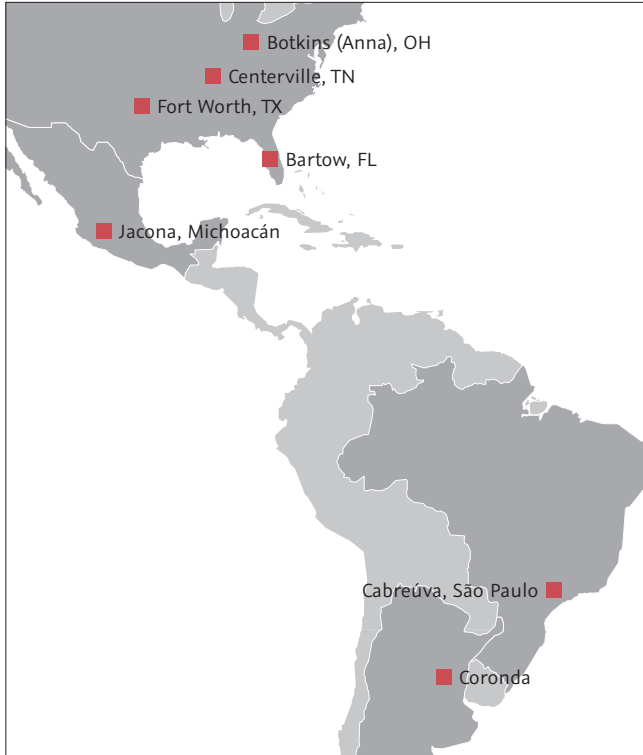 Botkins (Anna), OH
Centerville, TN
Fort Worth, TX
Bartow, FL
Jacona, Michoacán
Cabreúva, São Paulo
Coronda